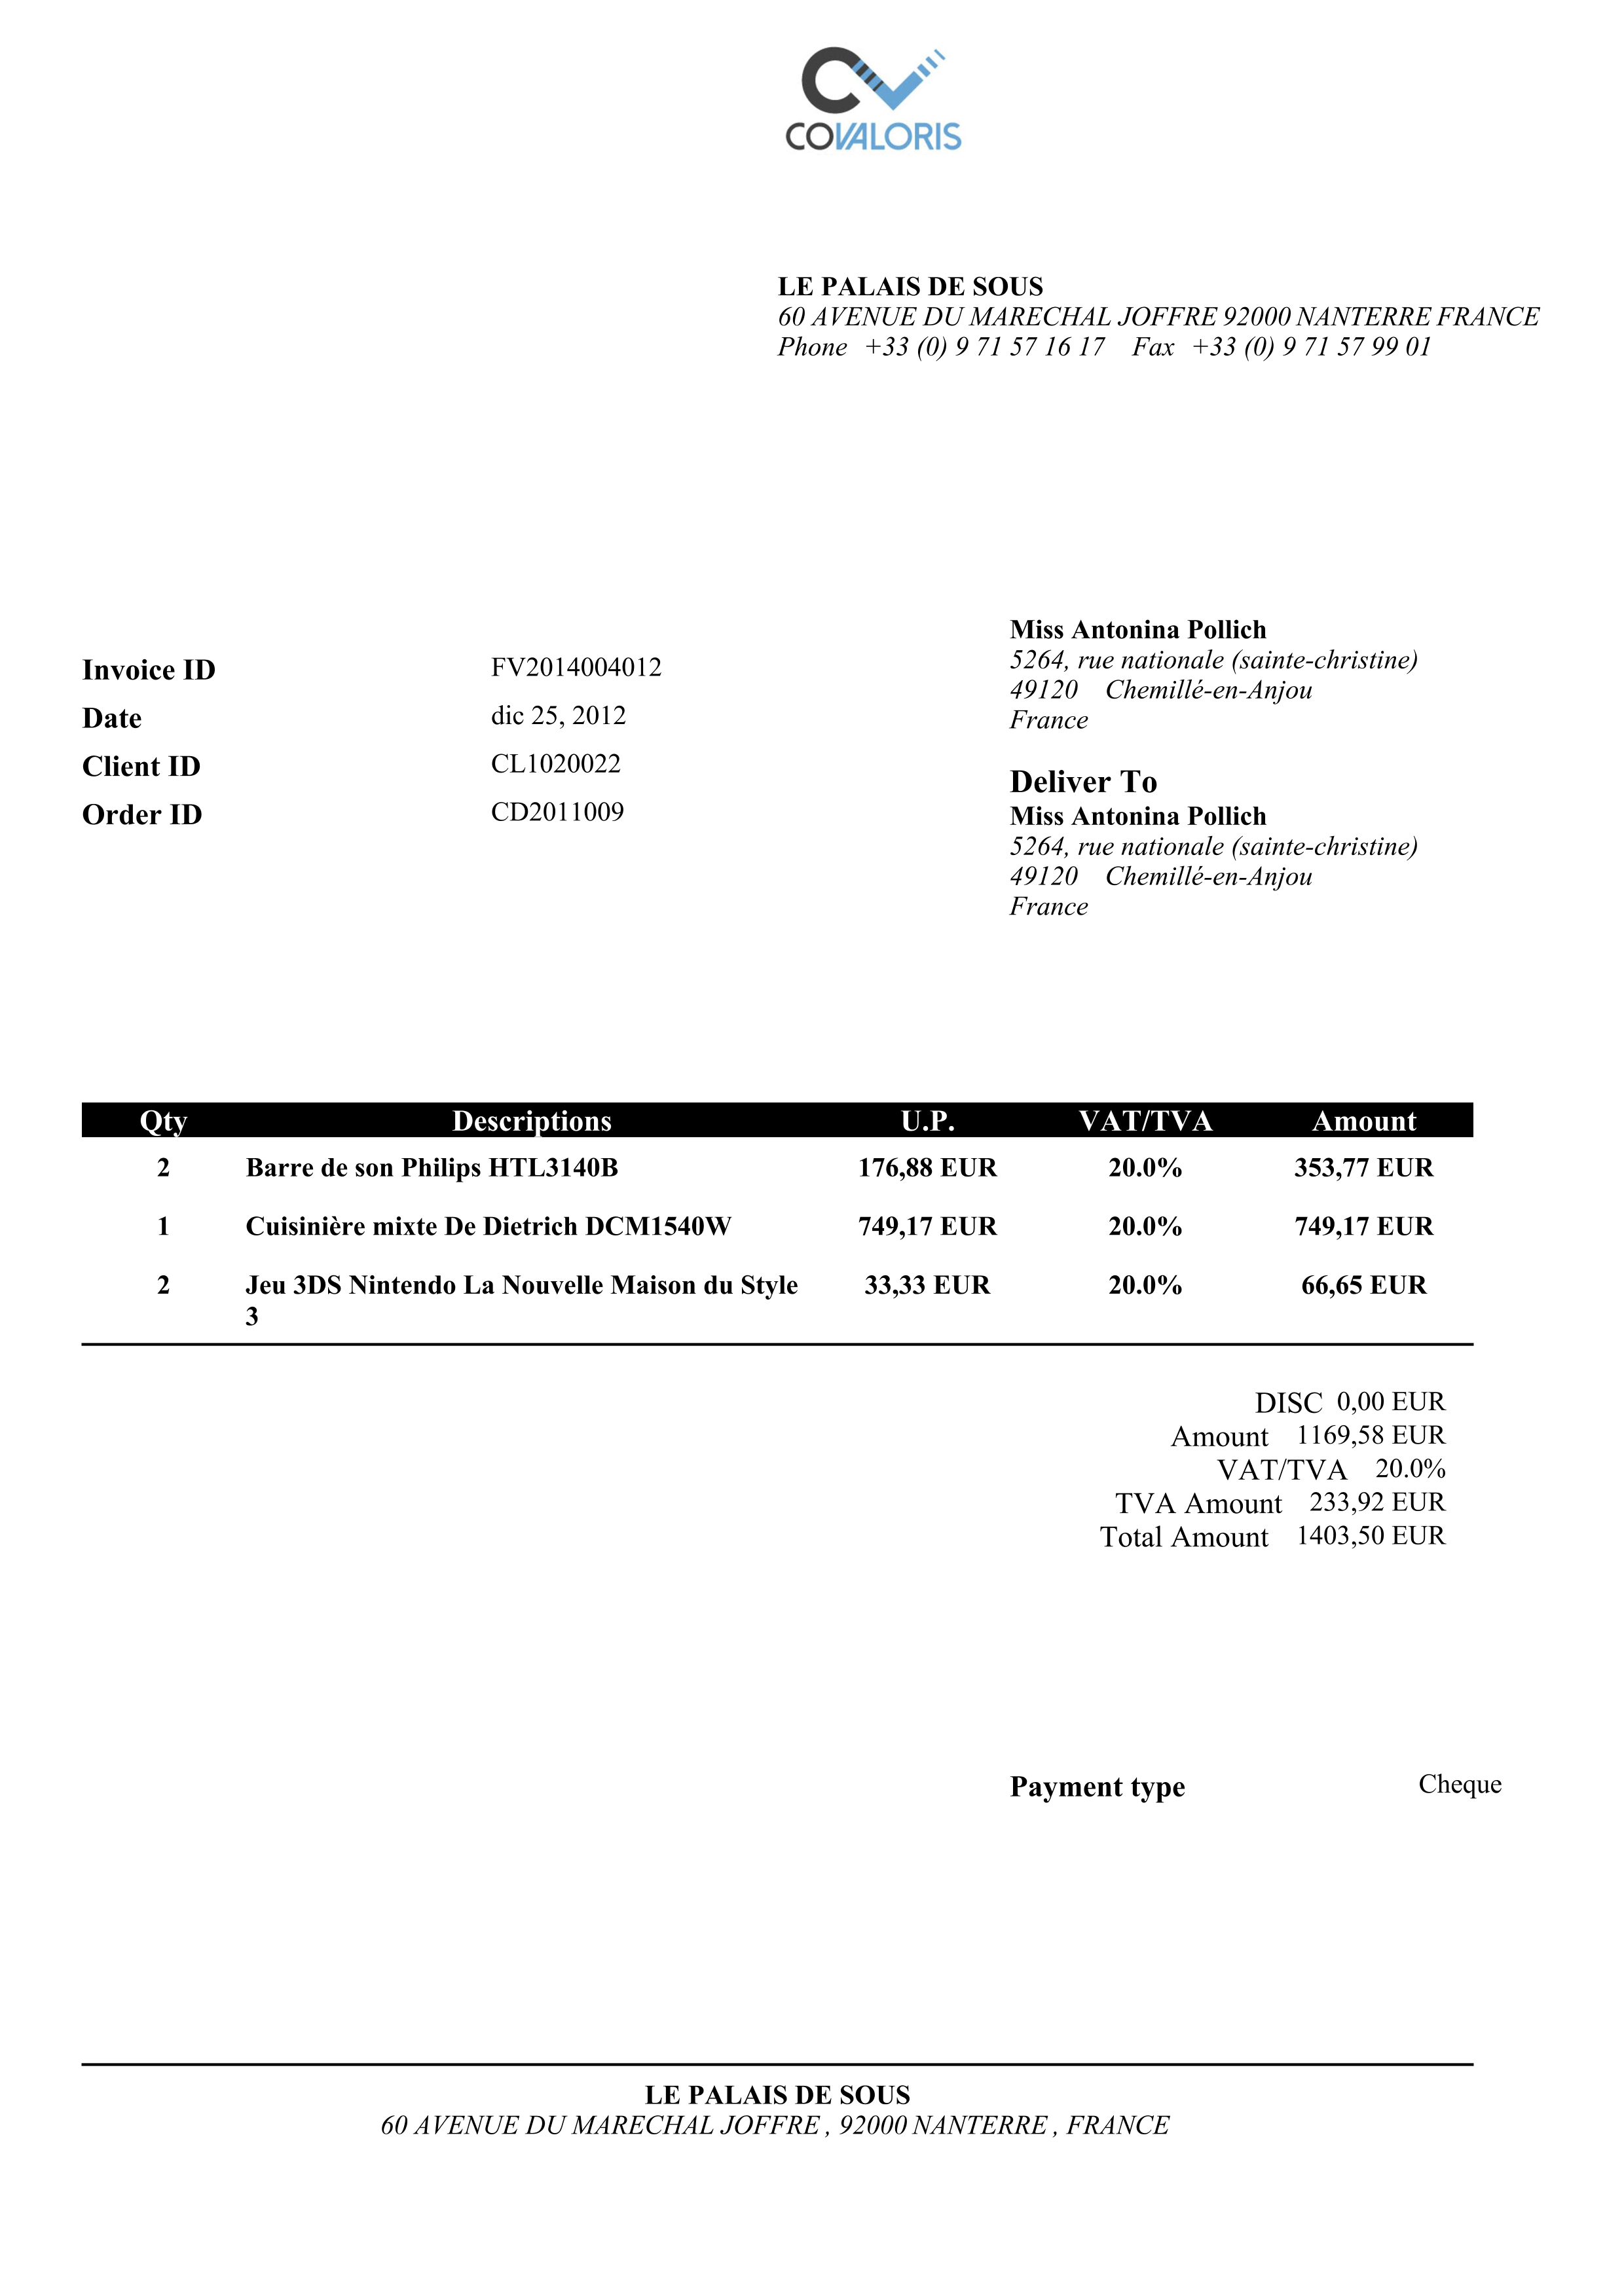 COVALORIS
LE PALAIS DE SOUS
60 AVENUE DU MARECHAL JOFFRE 92000 NANTERRE FRANCE
Phone +33 (0) 9 71 57 16 17 Fax +33 (0) 9 71 57 99 01
Invoice ID FV2014004012
Date dic 25, 2012
Client ID CL1020022
Order ID CD2011009
Miss Antonina Pollich
5264, rue nationale (sainte-christine)
49120 Chemillé-en-Anjou
France
Deliver To
Miss Antonina Pollich
5264, rue nationale (sainte-christine)
49120 Chemillé-en-Anjou
France
Qty Descriptions U.P. VAT/TVA Amount
2 Barre de son Philips HTL3140B 176,88 EUR 20.0% 353,77 EUR
1 Cuisinière mixte De Dietrich DCM1540W 749,17 EUR 20.0% 749,17 EUR
2 Jeu 3DS Nintendo La Nouvelle Maison du Style 33,33 EUR 20.0% 66,65 EUR
3
DISC 0,00 EUR
Amount 1169,58 EUR
VAT/TVA 20.0%
TVA Amount 233,92 EUR
Total Amount 1403,50 EUR
Payment type Cheque
LE PALAIS DE SOUS
60 AVENUE DU MARECHAL JOFFRE , 92000 NANTERRE , FRANCE